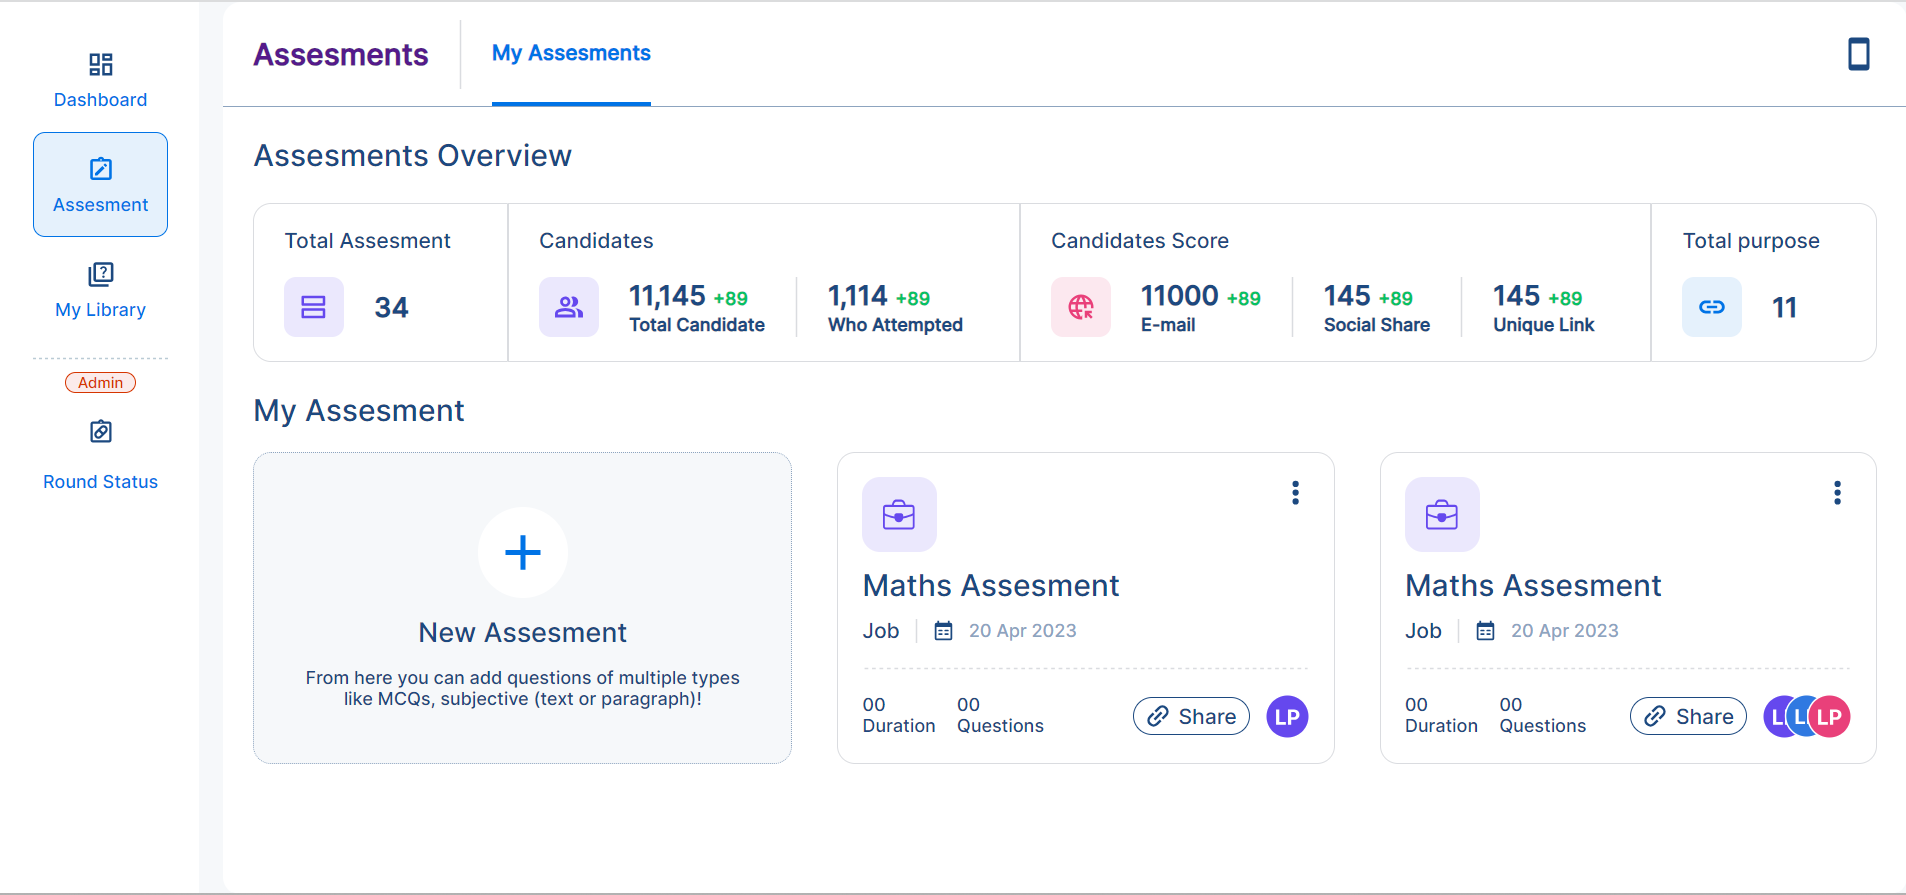 Dashboard
Assesment
My Library
Admin
Round Status
Assesments
My Assesments
Assesments Overview
Total Assesment
34
Candidates
11,145 +89
Total Candidate
1,114 +89
Who Attempted
Candidates Score
11000 +89
E-mail
145 +89
Social Share
145 +89
Unique Link
Total purpose
11
My Assesment
New Assesment
From here you can add questions of multiple types
like MCQs, subjective (text or paragraph)!
Maths Assesment
Job 20 Apr 2023
00
Duration
00
Questions
Share
LP
Maths Assesment
Job 20 Apr 2023
00
Duration
00
Questions
Share
LP